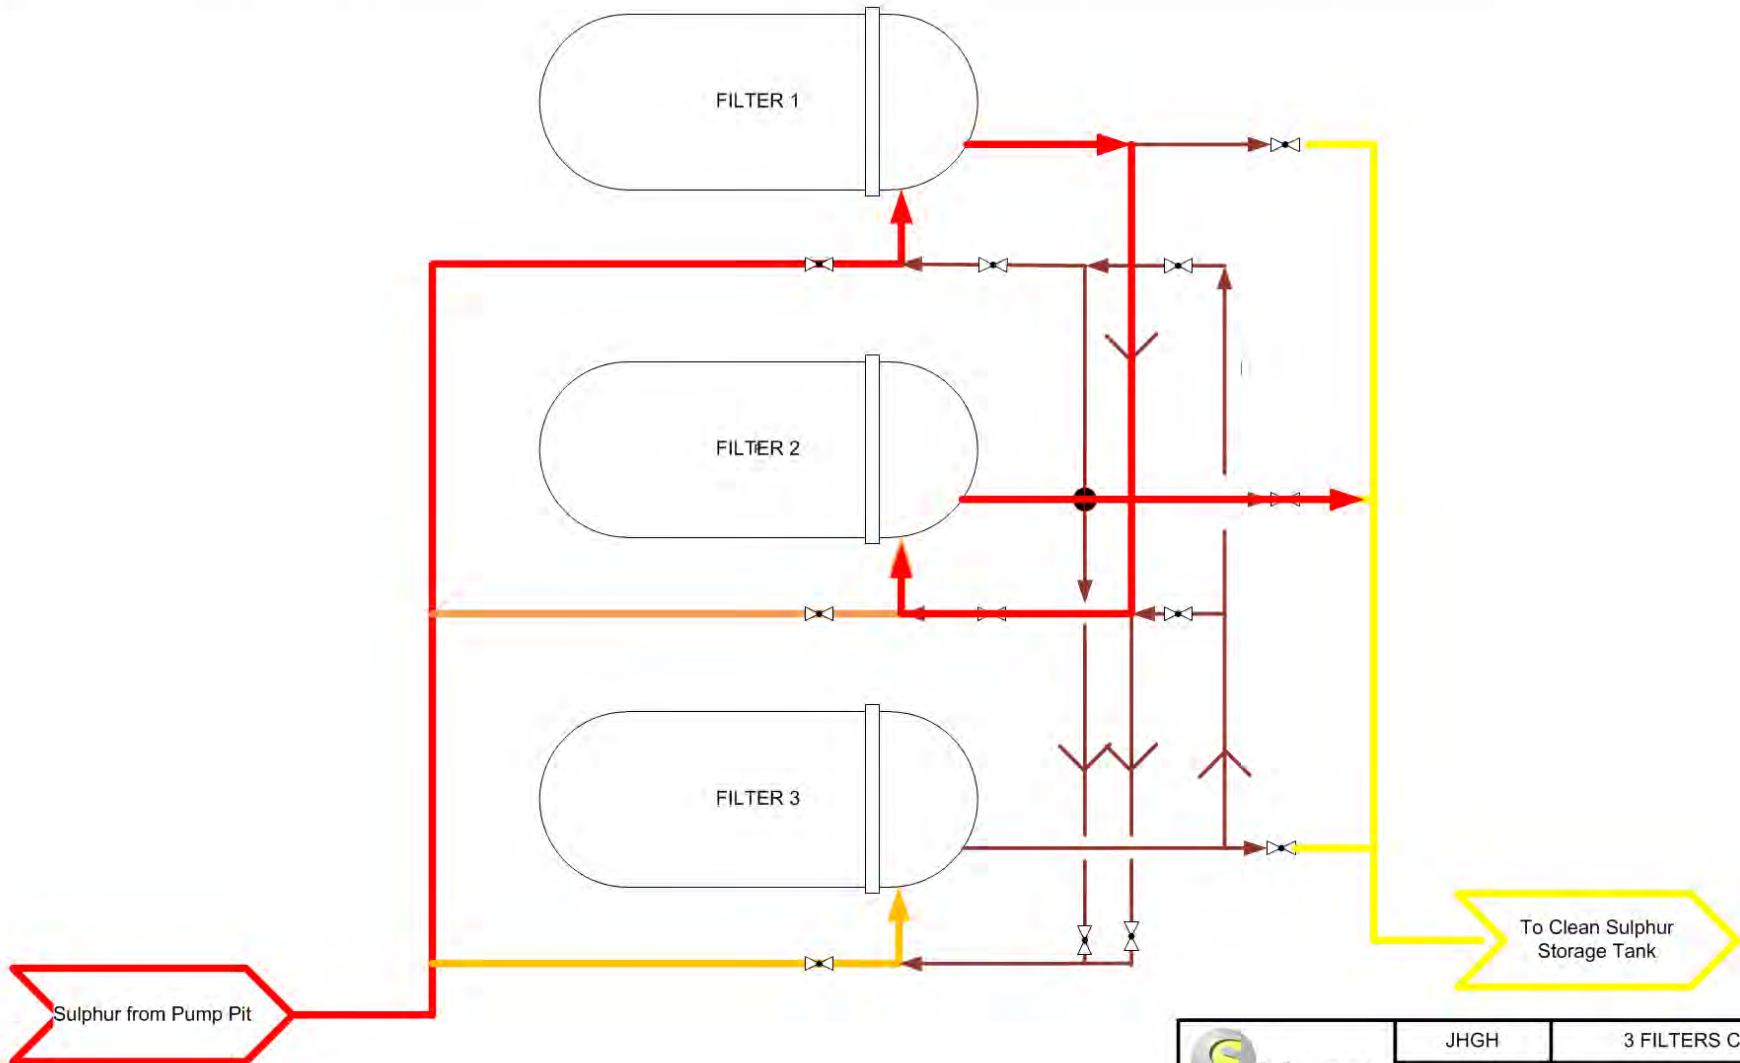 FILTER 1
FILTER 2
FILTER 3
To Clean Sulphur
Storage Tank
Sulphur from Pump Pit
S
JHGH
3 FILTERS C